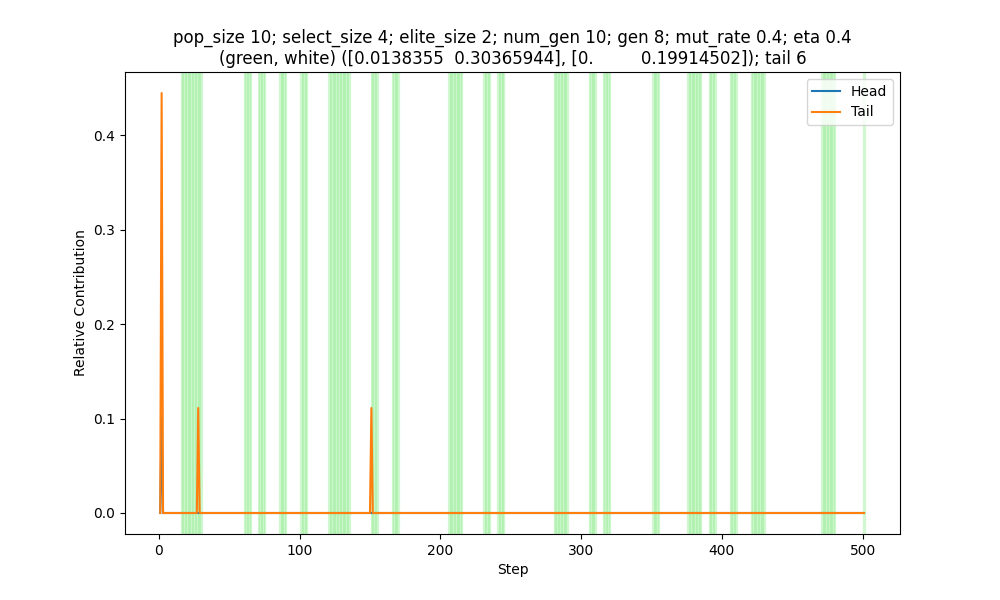 pop_size 10; select_size 4; elite_size 2; num_gen 10; gen 8; mut_rate 0.4; eta 0.4
(green, white) ([0.0138355  0.30365944], [0.         0.19914502]); tail 6
Head
Tail
0.4
0.3
0.2
0.1
0.0
Relative Contribution
0 100 200 300 400 500
Step